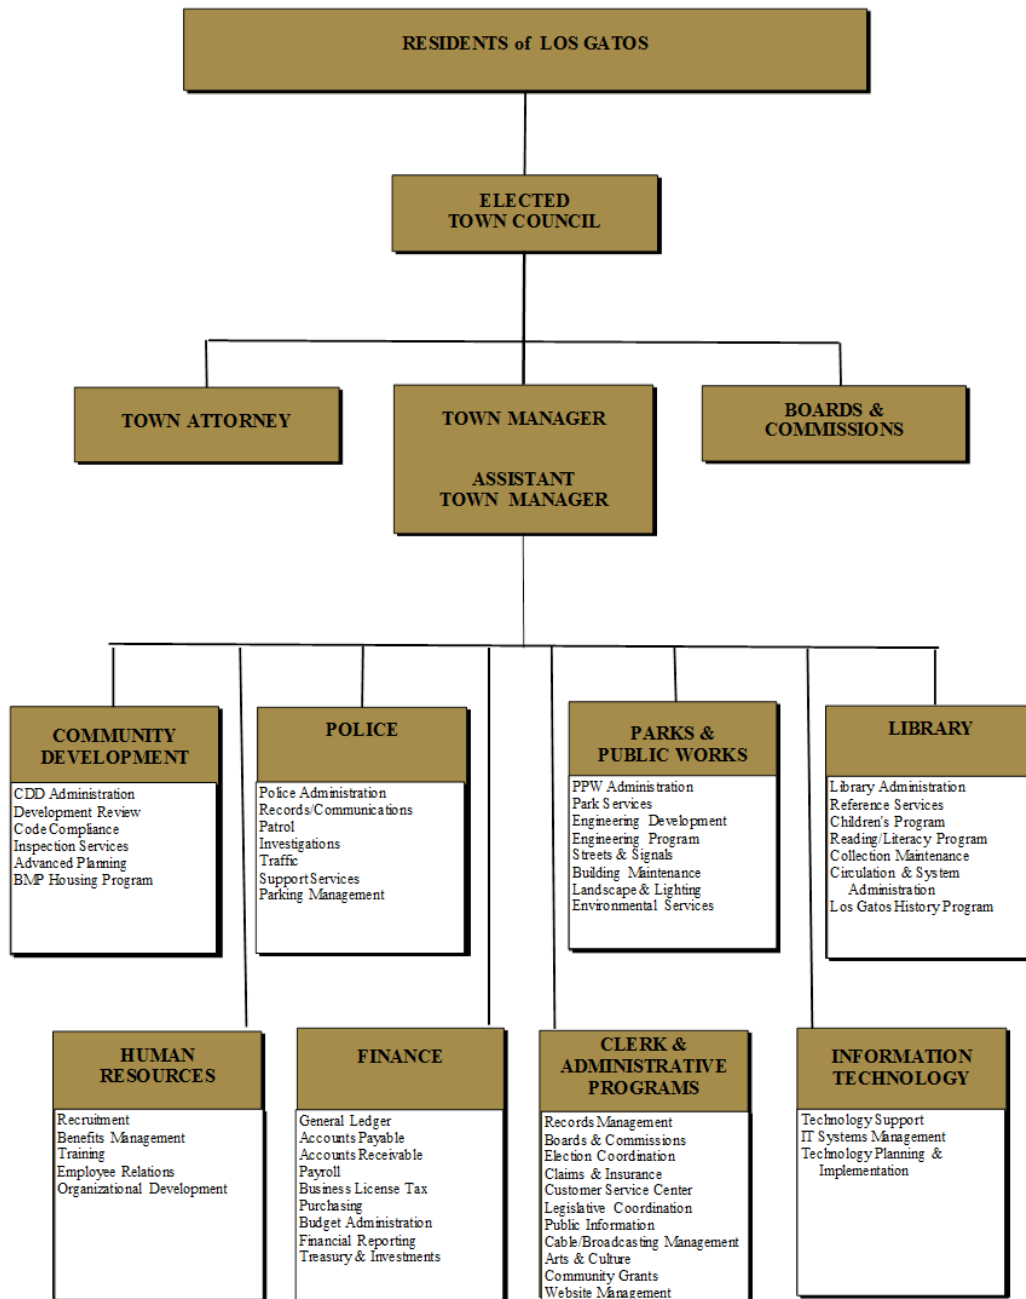 RESIDENTS of LOS GATOS
ELECTED
TOWN COUNCIL
TOWN ATTORNEY
TOWN MANAGER
ASSISTANT
TOWN MANAGER
BOARDS &
COMMISSIONS
COMMUNITY
DEVELOPMENT
CDD Administration
Development Review
Code Compliance
Inspection Services
Advanced Planning
BMP Housing Program
POLICE
Police Administration
Records/Communications
Patrol
Investigations
Traffic
Support Services
Parking Management
PARKS &
PUBLIC WORKS
PPW Administration
Park Services
Engineering Development
Engineering Program
Streets & Signals
Building Maintenance
Landscape & Lighting
Environmental Services
LIBRARY
Library Administration
Reference Services
Children's Program
Reading/Literacy Program
Collection Maintenance
Circulation & System
Administration
Los Gatos History Program
HUMAN
RESOURCES
Recruitment
Benefits Management
Training
Employee Relations
Organizational Development
FINANCE
General Ledger
Accounts Payable
Accounts Receivable
Payroll
Business License Tax
Purchasing
Budget Administration
Financial Reporting
Treasury & Investments
CLERK &
ADMINISTRATIVE
PROGRAMS
Records Management
Boards & Commissions
Election Coordination
Claims & Insurance
Customer Service Center
Legislative Coordination
Public Information
Cable/Broadcasting Management
Arts & Culture
Community Grants
Website Management
INFORMATION
TECHNOLOGY
Technology Support
IT Systems Management
Technology Planning &
Implementation